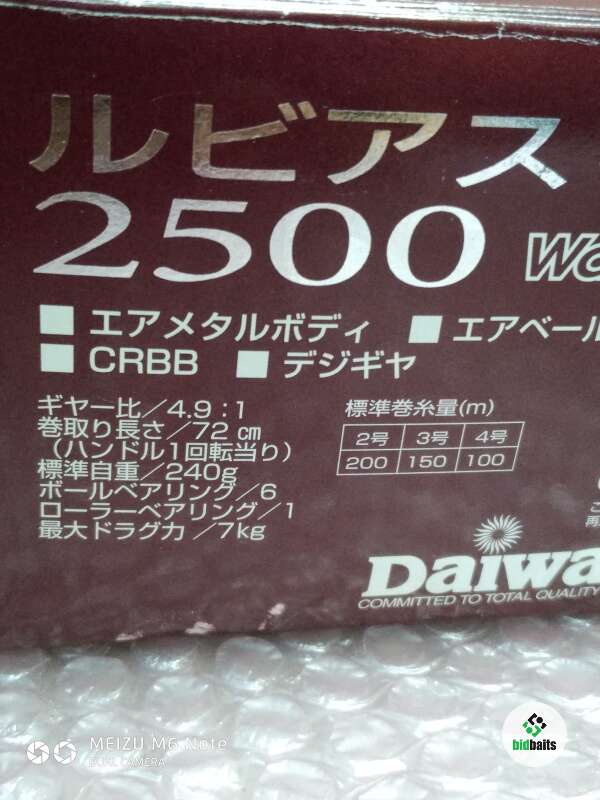 ルビアス
2500
■ エアメタルボディ ■ エアベール
■ CRBB ■ デジギヤ
ギヤー比／4.9：1
巻取り長さ／72㎝
（ハンドル1回転当り）
標準自重／240g
ボールベアリング／6
ローラーベアリング／1
最大ドラグ力／7kg
標準巻糸量(m)
2号 3号 4号
200 150 100
Daiwa
COMMITTED TO TOTAL QUALITY
MEIZU M6 Note
DUAL CAMERA
bidbaits